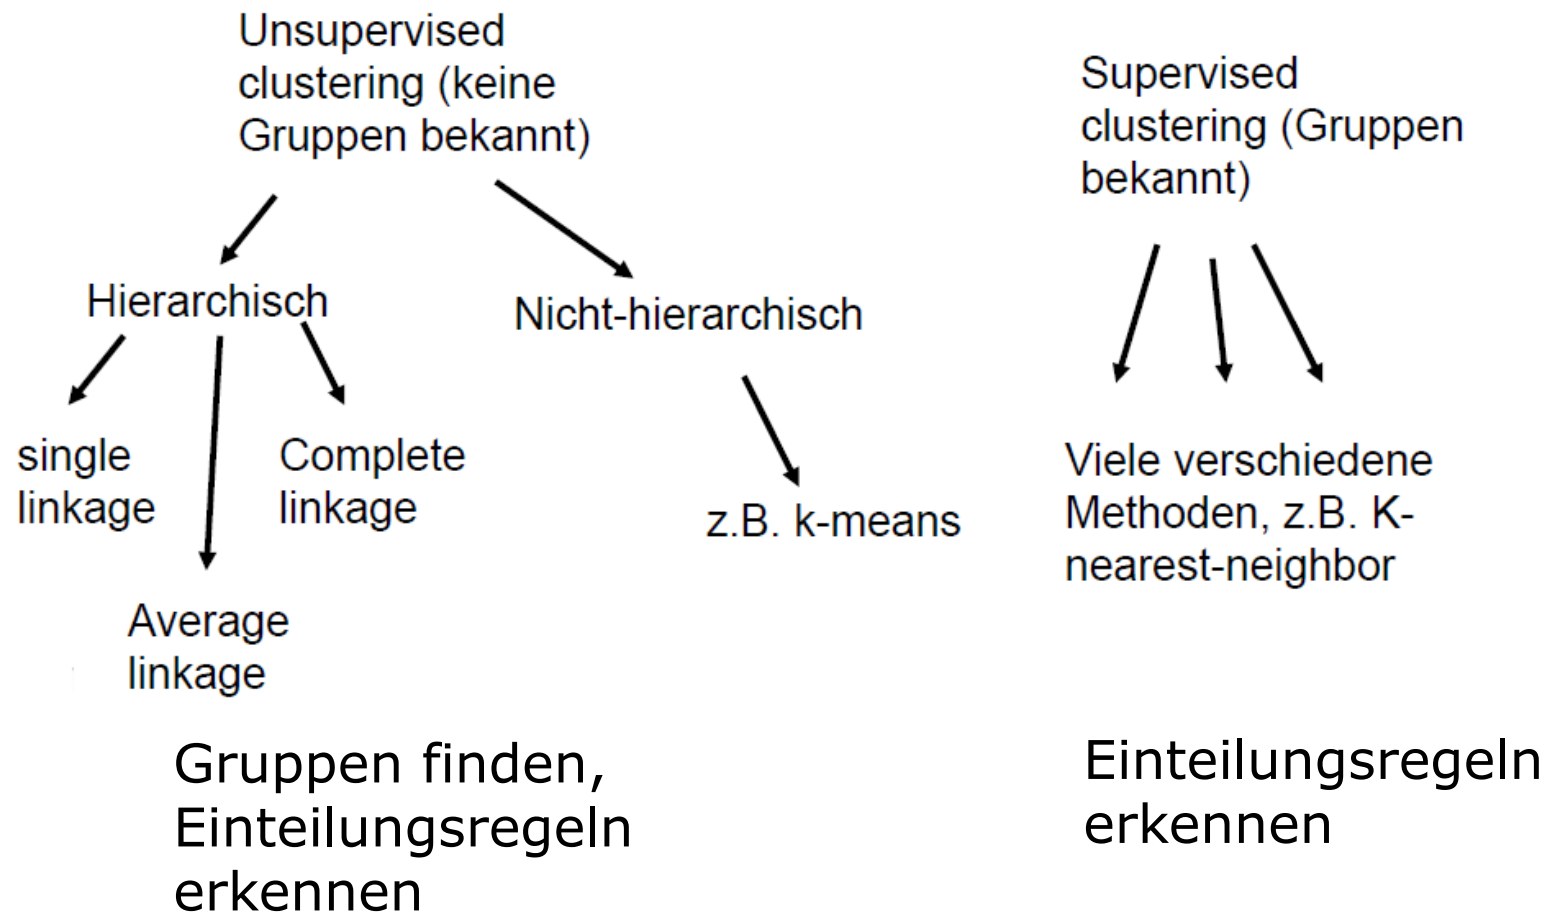 Unsupervised
clustering (keine
Gruppen bekannt)
Supervised
clustering (Gruppen
bekannt)
Hierarchisch
Nicht-hierarchisch
single
linkage
Complete
linkage
Average
linkage
z.B. k-means
Viele verschiedene
Methoden, z.B. K-
nearest-neighbor
Gruppen finden,
Einteilungsregeln
erkennen
Einteilungsregeln
erkennen